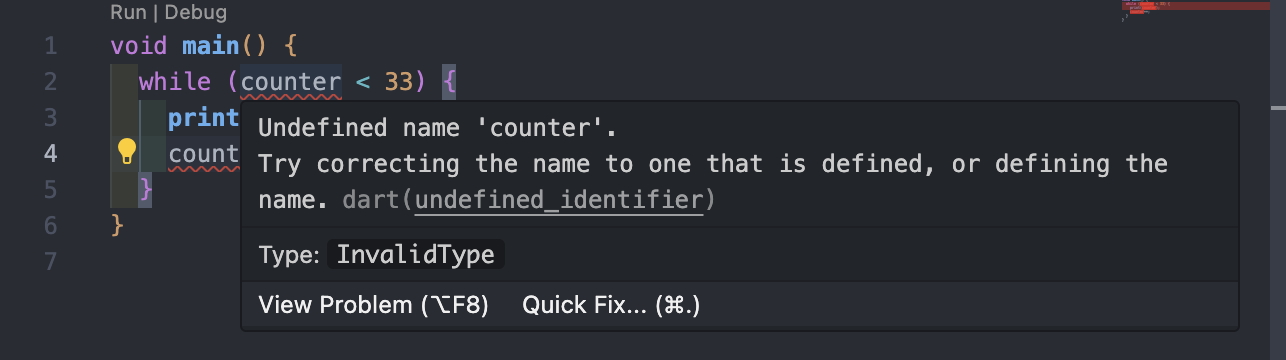 Run | Debug
1 void main() {
2 while (counter < 33) {
3 print
4 count
5 }
6 }
7
Undefined name 'counter'.
Try correcting the name to one that is defined, or defining the
name. dart(undefined_identifier)
Type: InvalidType
View Problem (⌥F8) Quick Fix... (⌘.)